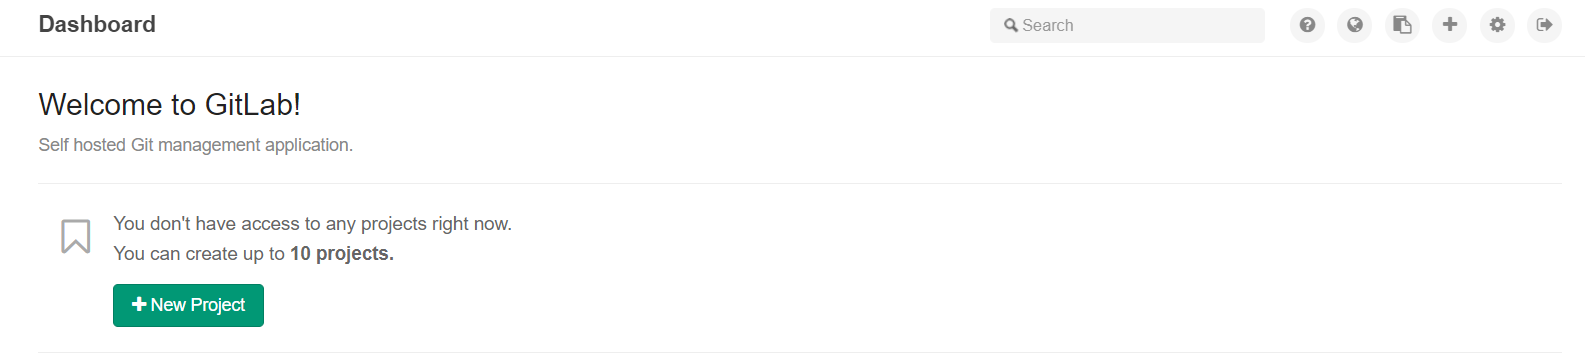 Dashboard
Search
Welcome to GitLab!
Self hosted Git management application.
You don't have access to any projects right now.
You can create up to 10 projects.
New Project